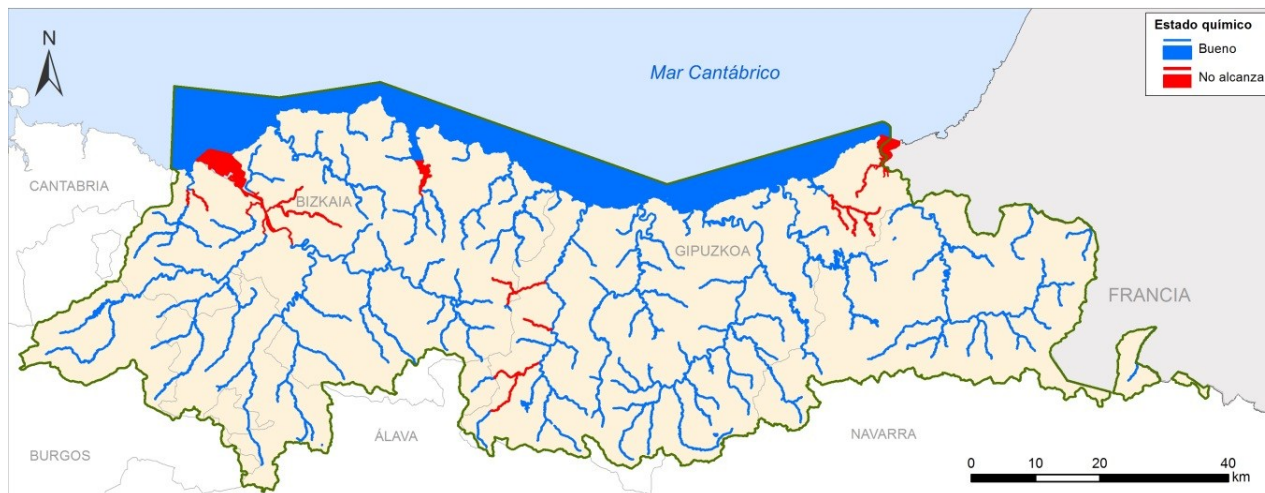 N
Mar Cantábrico
Estado químico
Bueno
No alcanza
CANTABRIA
BIZKAIA
GIPUZKOA
FRANCIA
ÁLAVA
NAVARRA
BURGOS
0 10 20 40
km